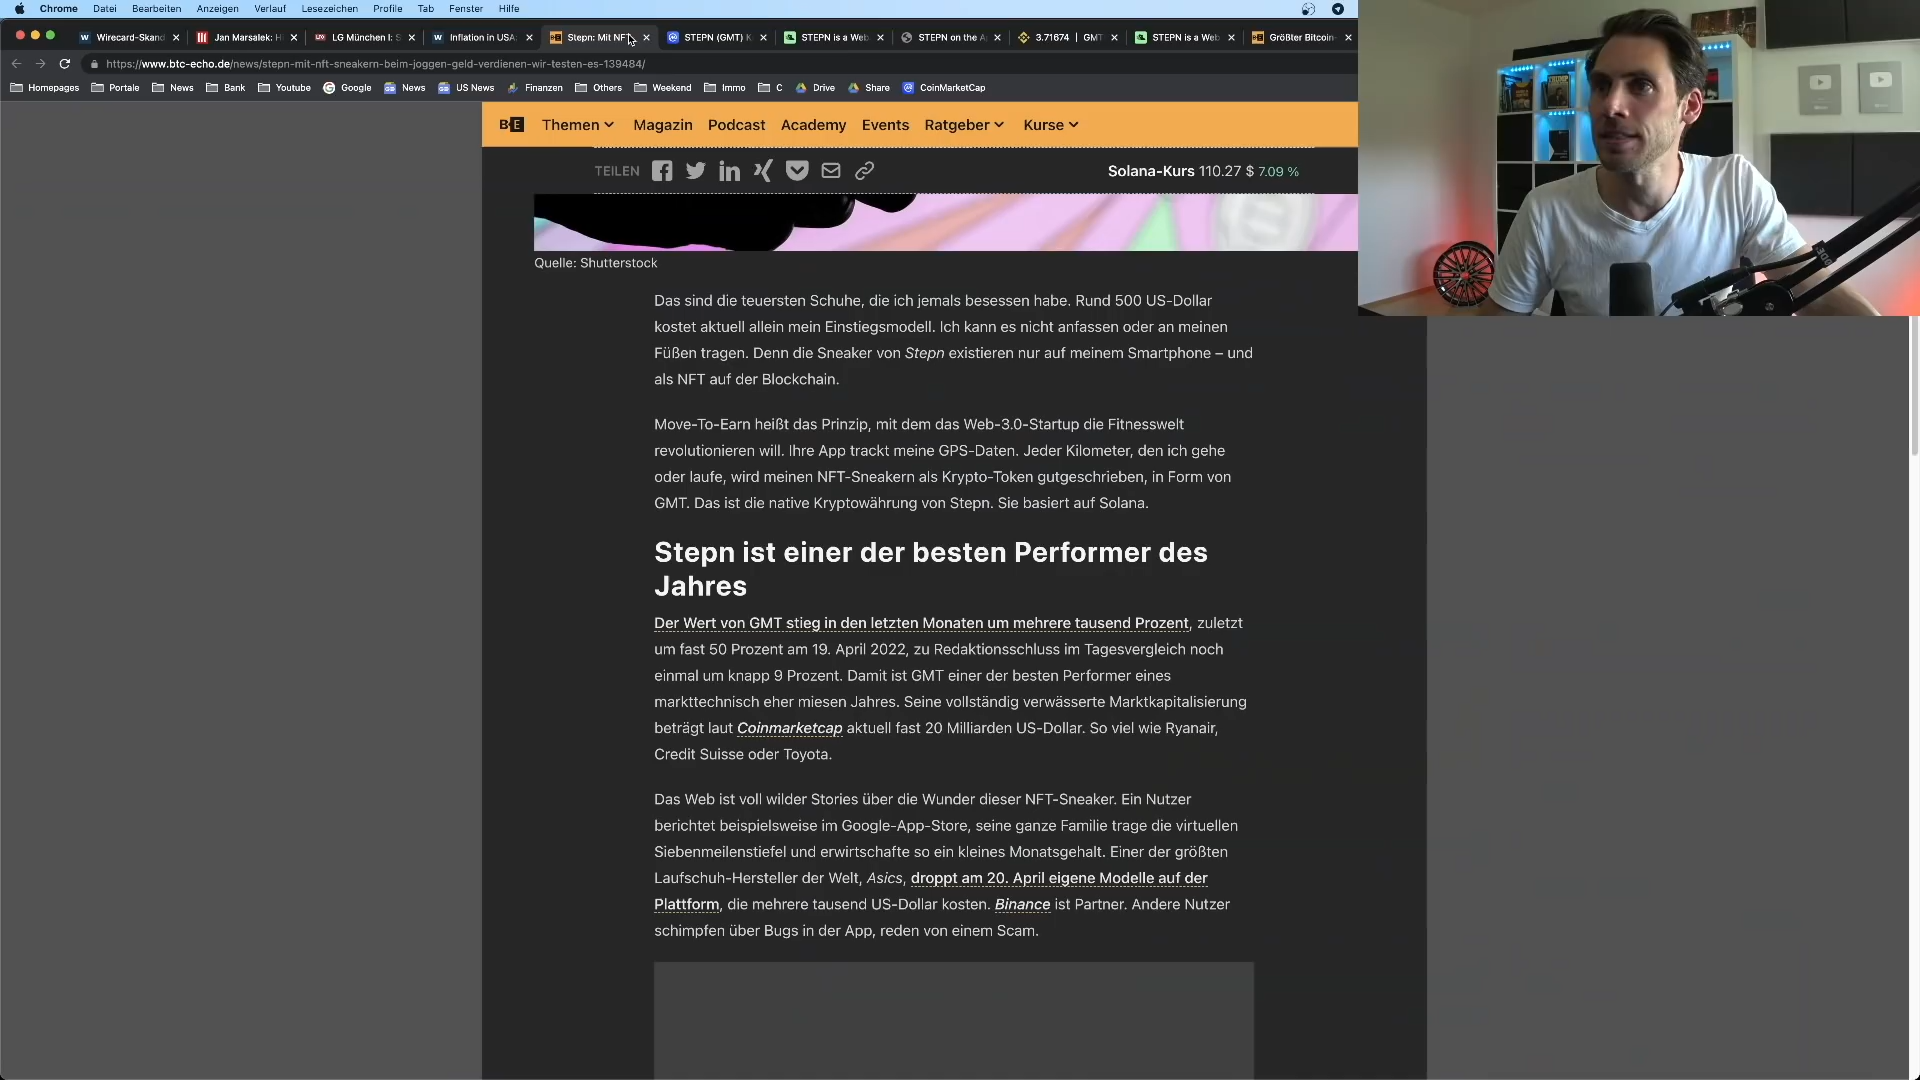 Chrome Datei Bearbeiten Anzeigen Verlauf Lesezeichen Profile Tab Fenster Hilfe
Wirecard-Skand Jan Marsalek: H LG München I: S Inflation in USA: Stepn: Mit NFT STEPN (GMT) K STEPN is a Web STEPN on the A 3.71674 | GMT STEPN is a Web Größter Bitcoin-
https://www.btc-echo.de/news/stepn-mit-nft-sneakern-beim-joggen-geld-verdienen-wir-testen-es-139484/
Homepages Portale News Bank Youtube Google News US News Finanzen Others Weekend Immo C Drive Share CoinMarketCap
B·E Themen Magazin Podcast Academy Events Ratgeber Kurse
TEILEN Solana-Kurs 110.27 $ 7.09 %
Quelle: Shutterstock
Das sind die teuersten Schuhe, die ich jemals besessen habe. Rund 500 US-Dollar
kostet aktuell allein mein Einstiegsmodell. Ich kann es nicht anfassen oder an meinen
Füßen tragen. Denn die Sneaker von Stepn existieren nur auf meinem Smartphone – und
als NFT auf der Blockchain.
Move-To-Earn heißt das Prinzip, mit dem das Web-3.0-Startup die Fitnesswelt
revolutionieren will. Ihre App trackt meine GPS-Daten. Jeder Kilometer, den ich gehe
oder laufe, wird meinen NFT-Sneakern als Krypto-Token gutgeschrieben, in Form von
GMT. Das ist die native Kryptowährung von Stepn. Sie basiert auf Solana.
Stepn ist einer der besten Performer des
Jahres
Der Wert von GMT stieg in den letzten Monaten um mehrere tausend Prozent, zuletzt
um fast 50 Prozent am 19. April 2022, zu Redaktionsschluss im Tagesvergleich noch
einmal um knapp 9 Prozent. Damit ist GMT einer der besten Performer eines
markttechnisch eher miesen Jahres. Seine vollständig verwässerte Marktkapitalisierung
beträgt laut Coinmarketcap aktuell fast 20 Milliarden US-Dollar. So viel wie Ryanair,
Credit Suisse oder Toyota.
Das Web ist voll wilder Stories über die Wunder dieser NFT-Sneaker. Ein Nutzer
berichtet beispielsweise im Google-App-Store, seine ganze Familie trage die virtuellen
Siebenmeilenstiefel und erwirtschafte so ein kleines Monatsgehalt. Einer der größten
Laufschuh-Hersteller der Welt, Asics, droppt am 20. April eigene Modelle auf der
Plattform, die mehrere tausend US-Dollar kosten. Binance ist Partner. Andere Nutzer
schimpfen über Bugs in der App, reden von einem Scam.